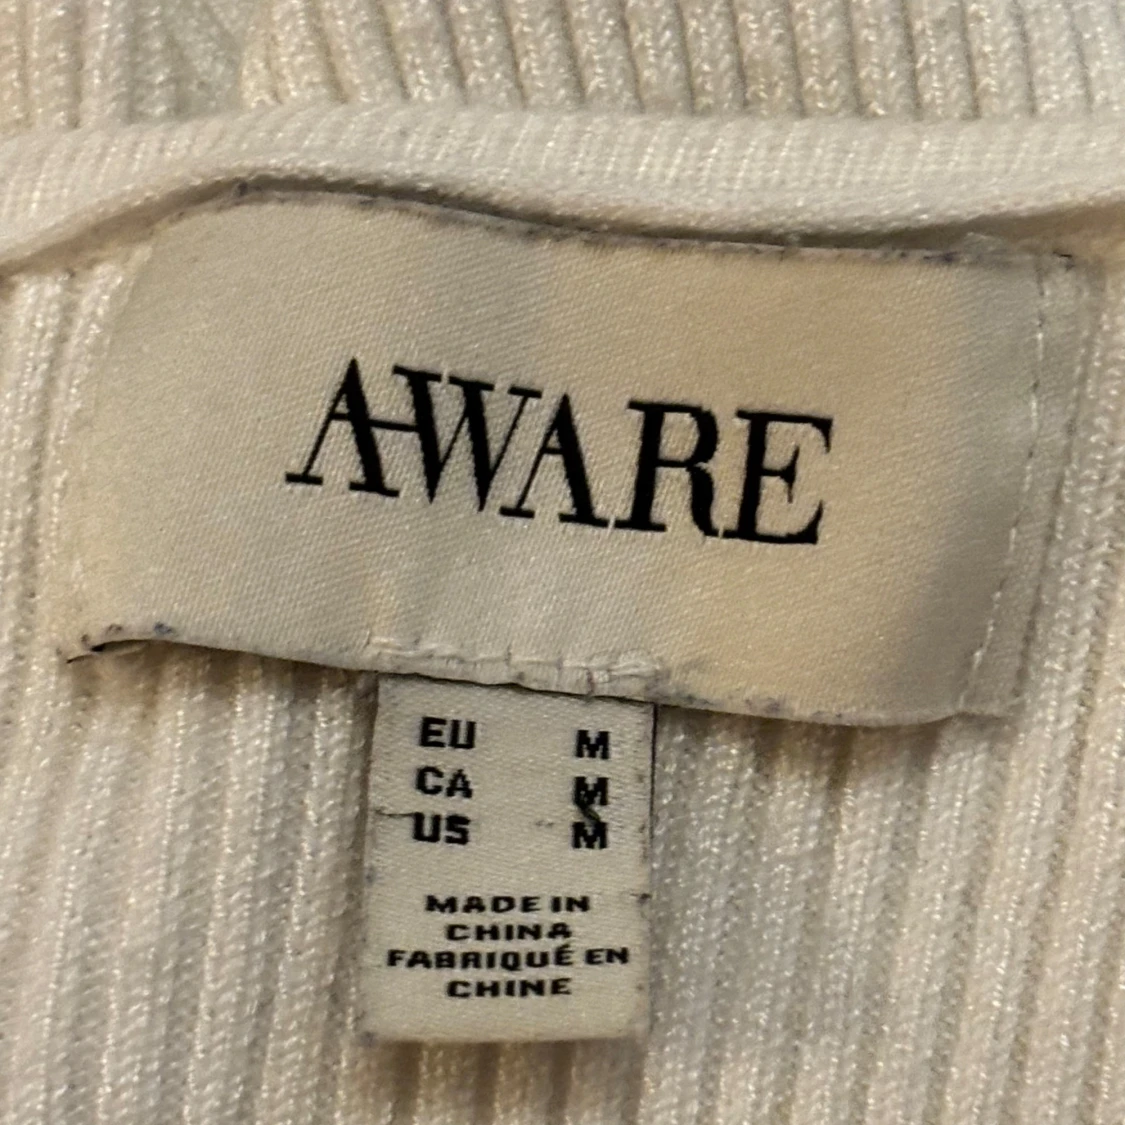 AWARE
EU M
CA M
US M
MADE IN
CHINA
FABRIQUÉ EN
CHINE